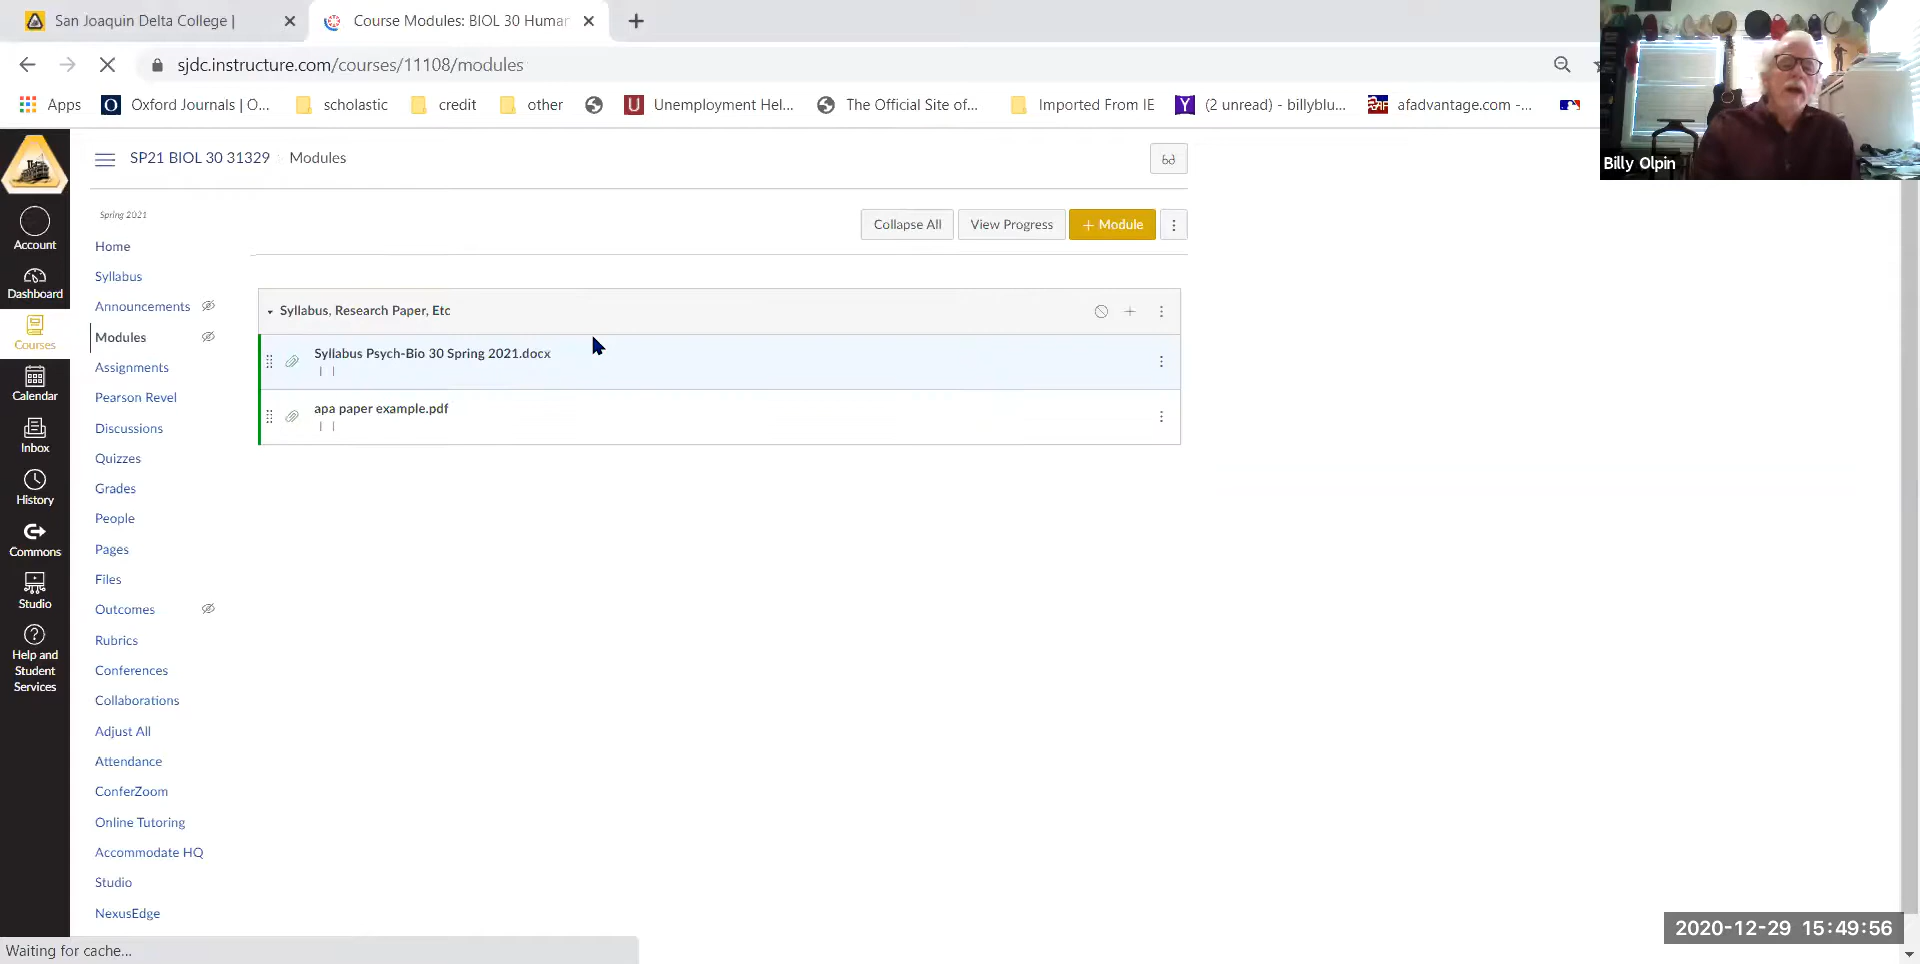 San Joaquin Delta College |
Course Modules: BIOL 30 Human
sjdc.instructure.com/courses/11108/modules
Apps
Oxford Journals | O...
scholastic
credit
other
Unemployment Hel...
The Official Site of...
Imported From IE
(2 unread) - billyblu...
afadvantage.com -...
Billy Olpin
SP21 BIOL 30 31329
Modules
Spring 2021
Collapse All
View Progress
+ Module
Account
Dashboard
Courses
Calendar
Inbox
History
Commons
Studio
Help and
Student
Services
Home
Syllabus
Announcements
Modules
Assignments
Pearson Revel
Discussions
Quizzes
Grades
People
Pages
Files
Outcomes
Rubrics
Conferences
Collaborations
Adjust All
Attendance
ConferZoom
Online Tutoring
Accommodate HQ
Studio
NexusEdge
Syllabus, Research Paper, Etc
Syllabus Psych-Bio 30 Spring 2021.docx
| |
apa paper example.pdf
| |
Waiting for cache...
2020-12-29 15:49:56